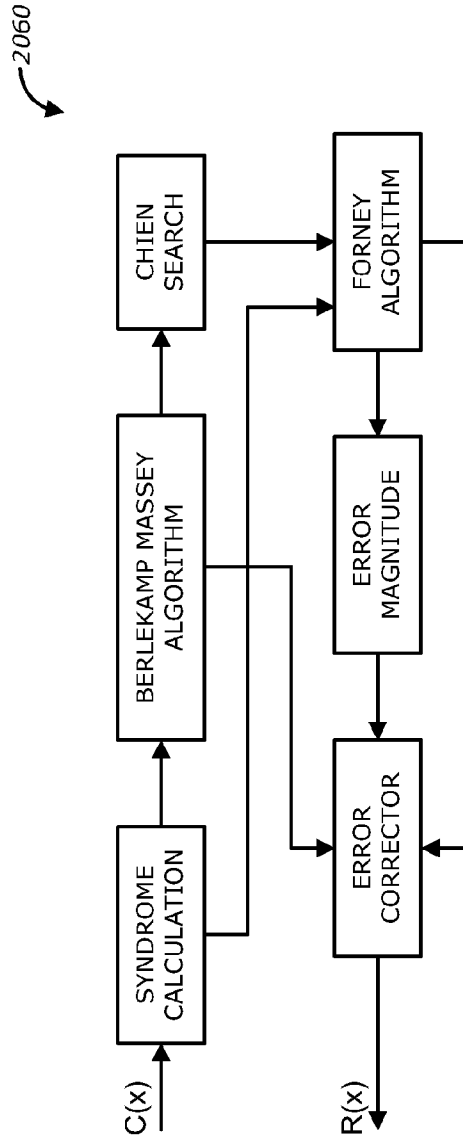 2060
C(x)
SYNDROME
CALCULATION
BERLEKAMP MASSEY
ALGORITHM
CHIEN
SEARCH
R(x)
ERROR
CORRECTOR
ERROR
MAGNITUDE
FORNEY
ALGORITHM